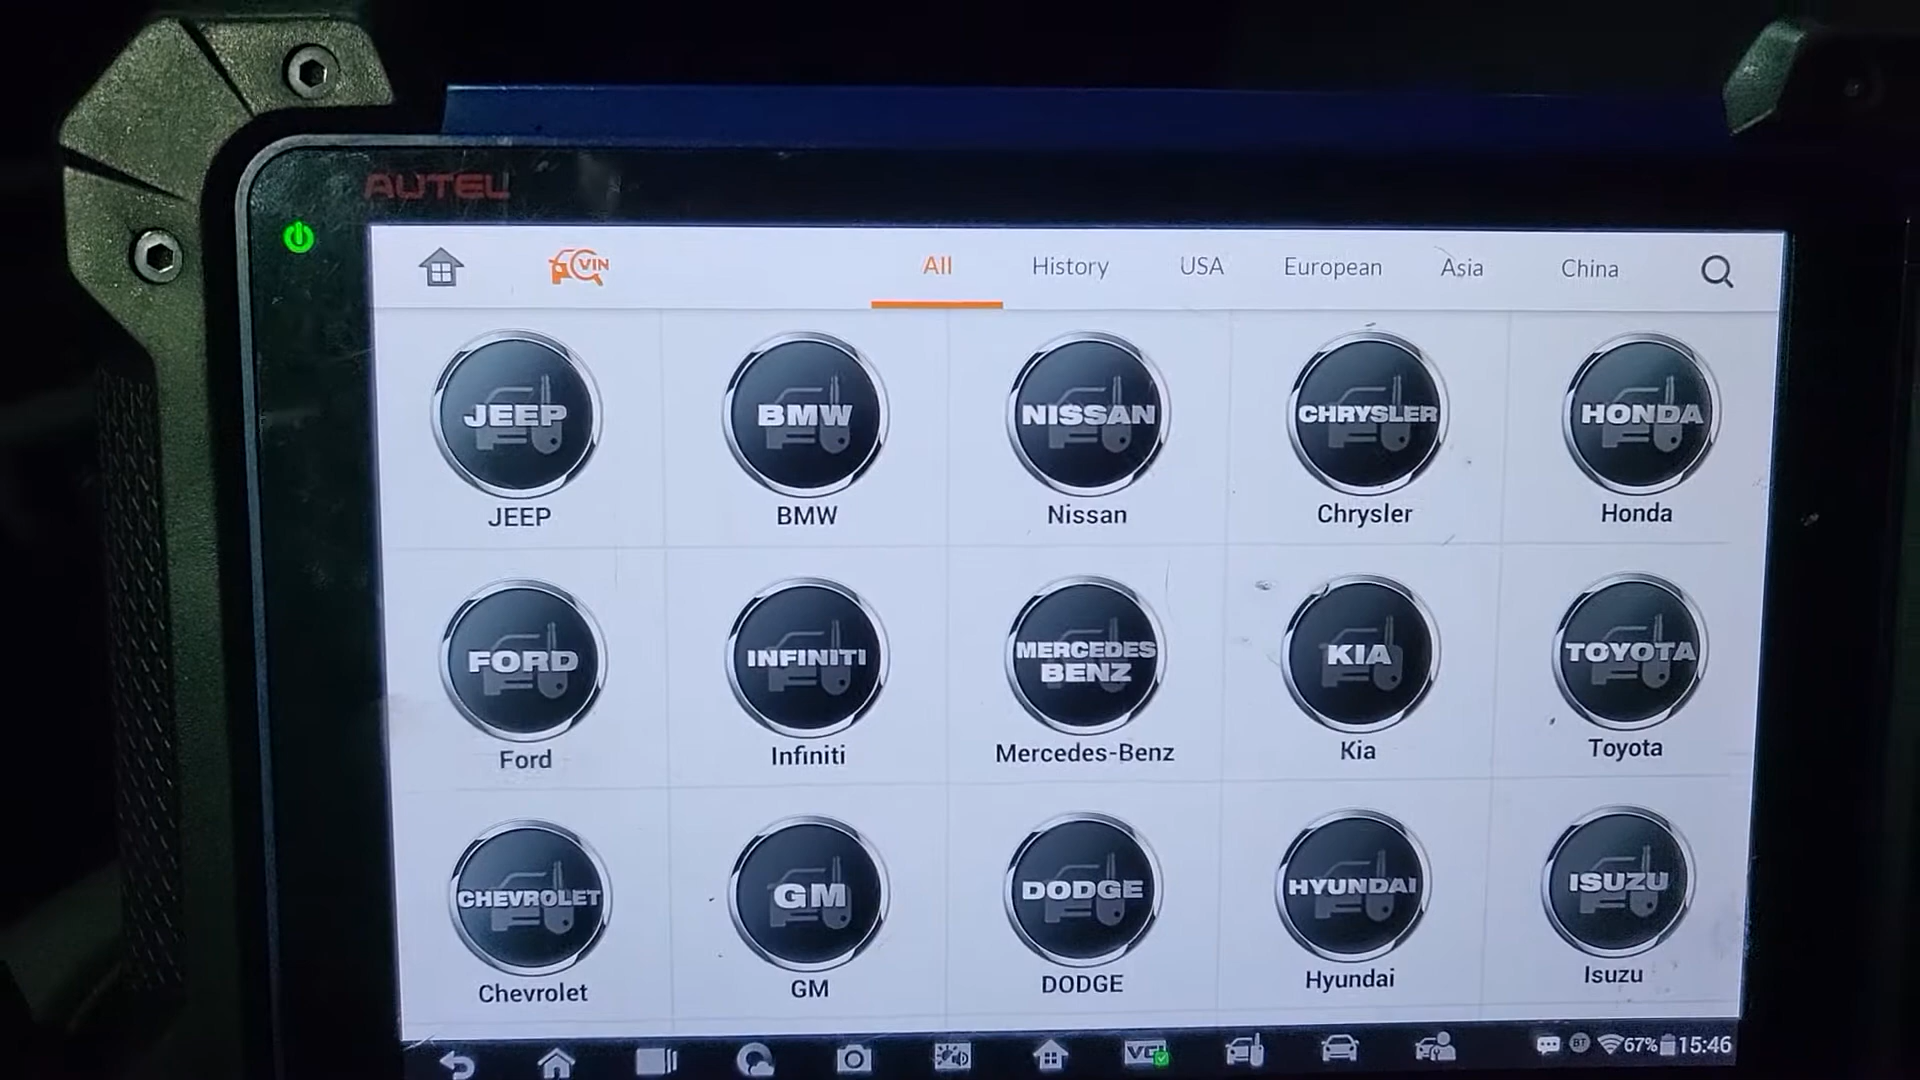 AUTEL
VIN All History USA European Asia China
JEEP BMW NISSAN CHRYSLER HONDA
JEEP BMW Nissan Chrysler Honda
FORD INFINITI MERCEDES BENZ KIA TOYOTA
Ford Infiniti Mercedes-Benz Kia Toyota
CHEVROLET GM DODGE HYUNDAI ISUZU
Chevrolet GM DODGE Hyundai Isuzu
VCI BT 67% 15:46